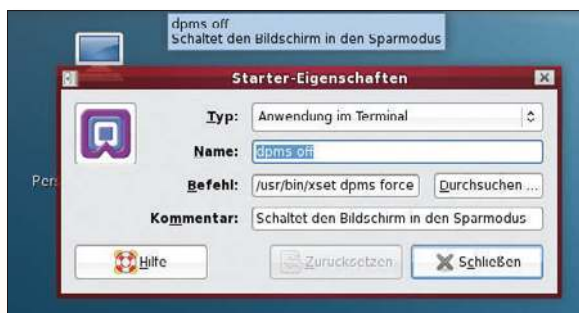 dpms off
Schaltet den Bildschirm in den Sparmodus
Starter-Eigenschaften
Typ: Anwendung im Terminal
Name: dpms off
Pers
Befehl: /usr/bin/xset dpms force Durchsuchen ...
Kommentar: Schaltet den Bildschirm in den Sparmodus
Hilfe Zurücksetzen Schließen